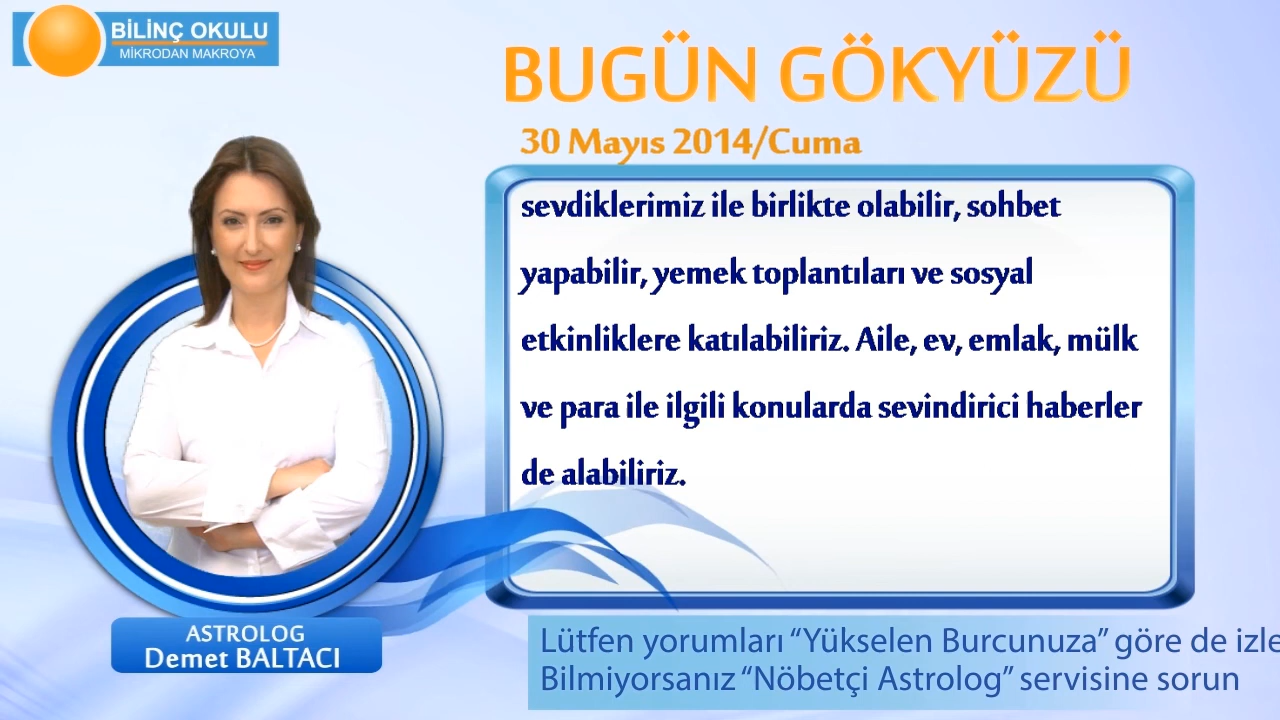 BİLİNÇ OKULU
MİKRODAN MAKROYA
BUGÜN GÖKYÜZÜ
30 Mayıs 2014/Cuma
sevdiklerimiz ile birlikte olabilir, sohbet
yapabilir, yemek toplantıları ve sosyal
etkinliklere katılabiliriz. Aile, ev, emlak, mülk
ve para ile ilgili konularda sevindirici haberler
de alabiliriz.
ASTROLOG
Demet BALTACI
Lütfen yorumları “Yükselen Burcunuza” göre de izle
Bilmiyorsanız “Nöbetçi Astrolog” servisine sorun